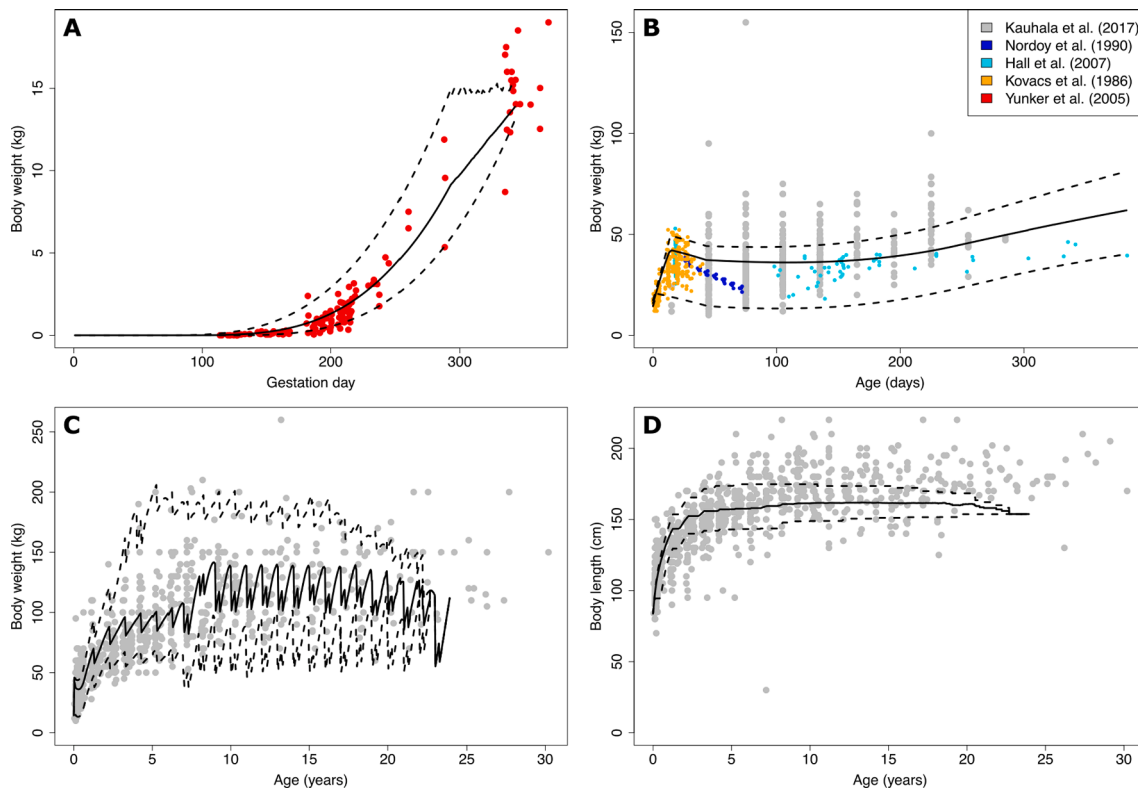 A
Body weight (kg)
15
10
5
0
0 100 200 300
Gestation day
B
Kauhala et al. (2017)
Nordoy et al. (1990)
Hall et al. (2007)
Kovacs et al. (1986)
Yunker et al. (2005)
Body weight (kg)
150
100
50
0
0 100 200 300
Age (days)
C
Body weight (kg)
250
200
150
100
50
0
0 5 10 15 20 25 30
Age (years)
D
Body length (cm)
200
150
100
50
0
0 5 10 15 20 25 30
Age (years)